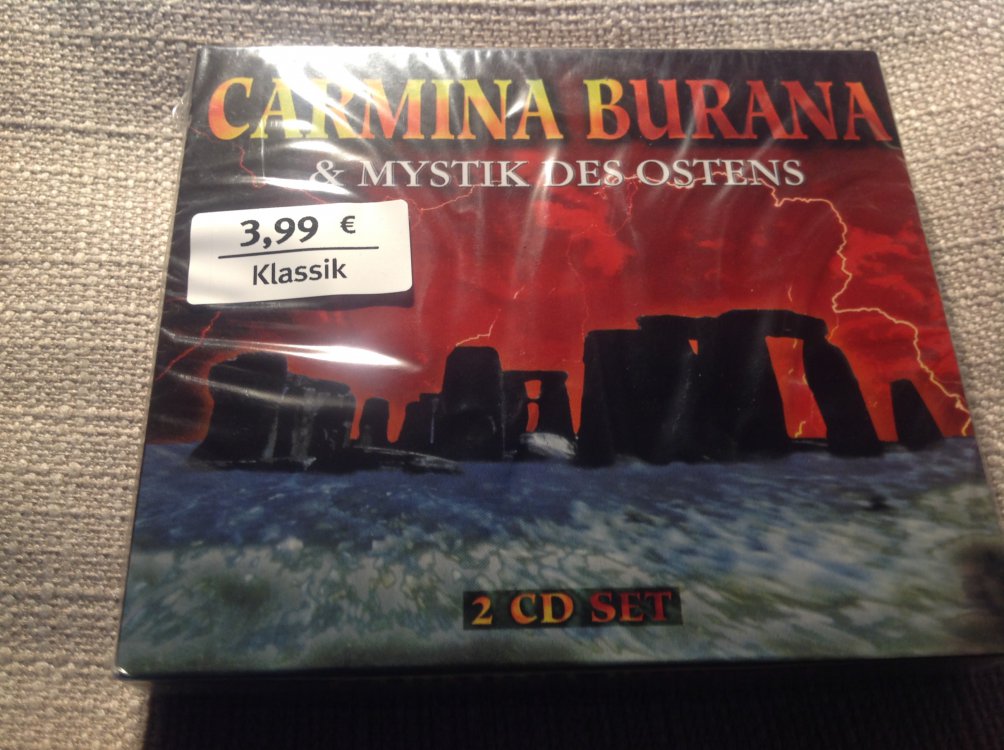 CARMINA BURANA
& MYSTIK DES OSTENS
3,99 €
Klassik
2 CD SET